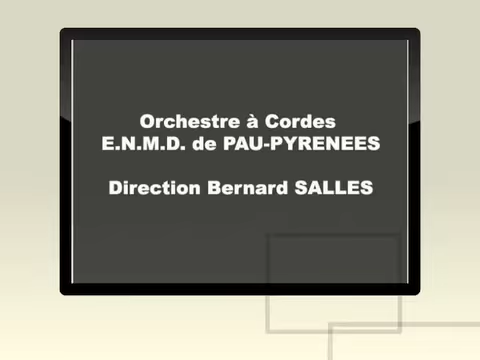 Orchestre à Cordes
E.N.M.D. de PAU-PYRENEES
Direction Bernard SALLES